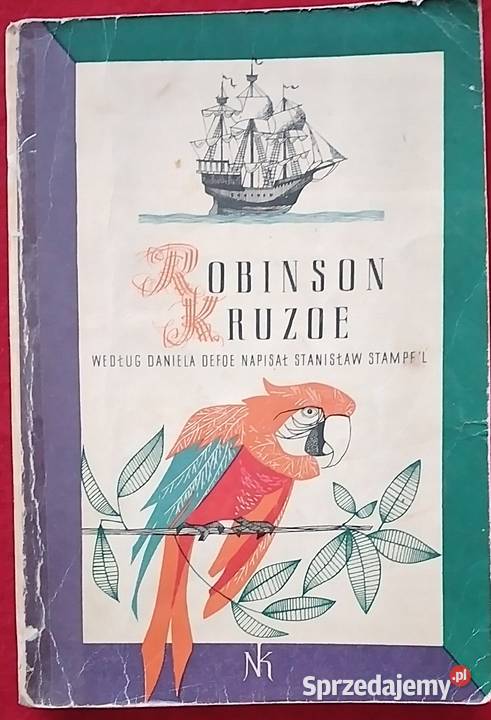 ROBINSON
KRUZOE
WEDŁUG DANIELA DEFOE NAPISAŁ STANISŁAW STAMPF'L
NK
Sprzedajemy.pl